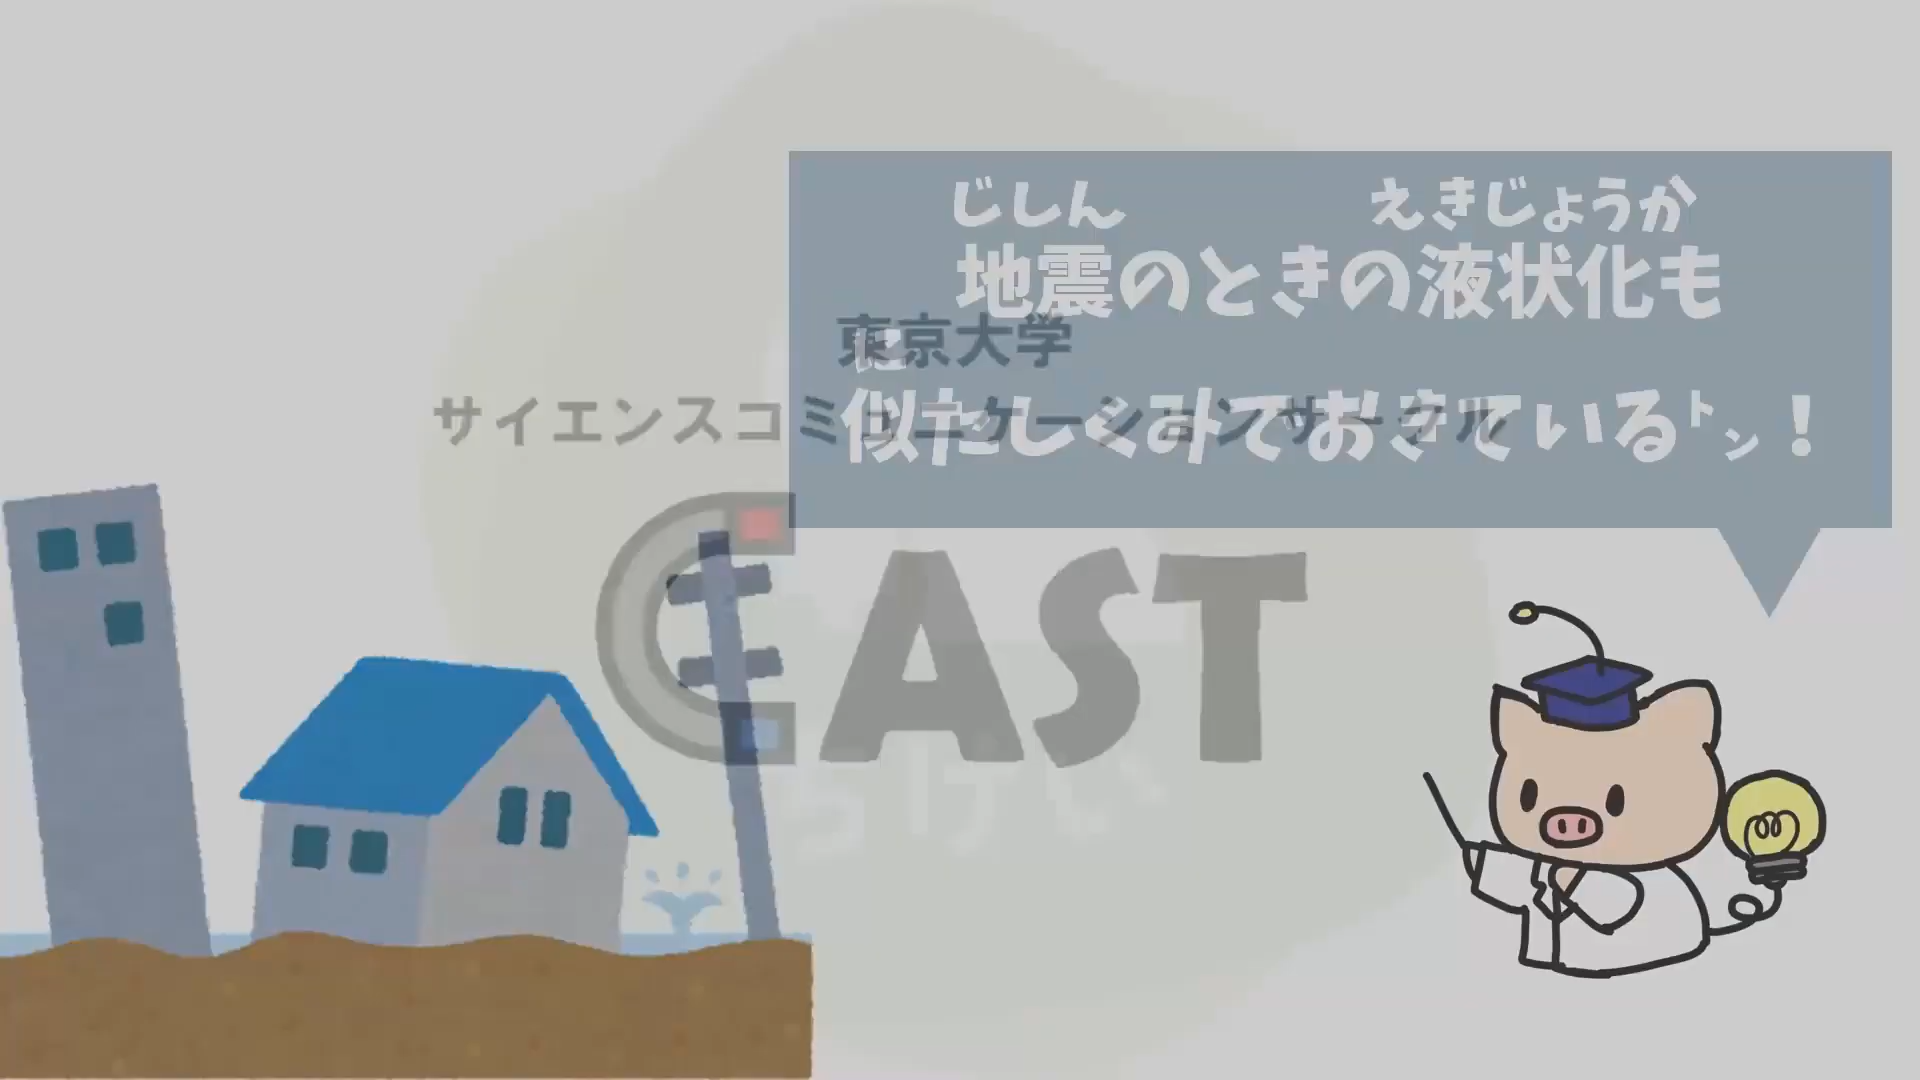 じしん えきじょうか
地震のときの液状化も
に
似たしくみでおきているトン！
東京大学
サイエンスコミュニケーションサークル
CAST